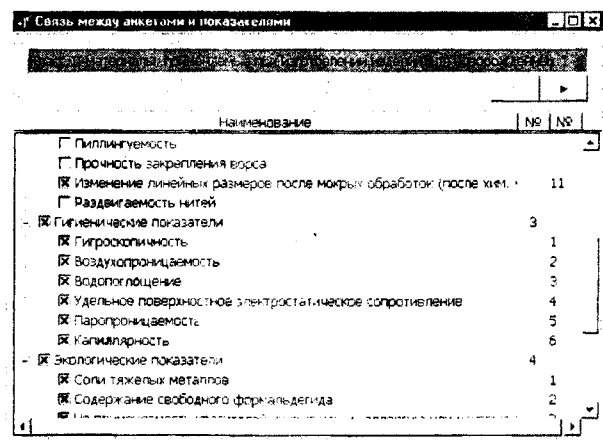 Связь между анкетами и показателями
Наименование № №
Пиллингуемость
Прочность закрепления ворса
Изменение линейных размеров после мокрых обработок (после хим. 11
Раздвигаемость нитей
Гигиенические показатели 3
Гигроскопичность 1
Воздухопроницаемость 2
Водопоглощение 3
Удельное поверхностное электростатическое сопротивление 4
Паропроницаемость 5
Капиллярность 6
Экологические показатели 4
Соли тяжелых металлов 1
Содержание свободного формальдегида 2